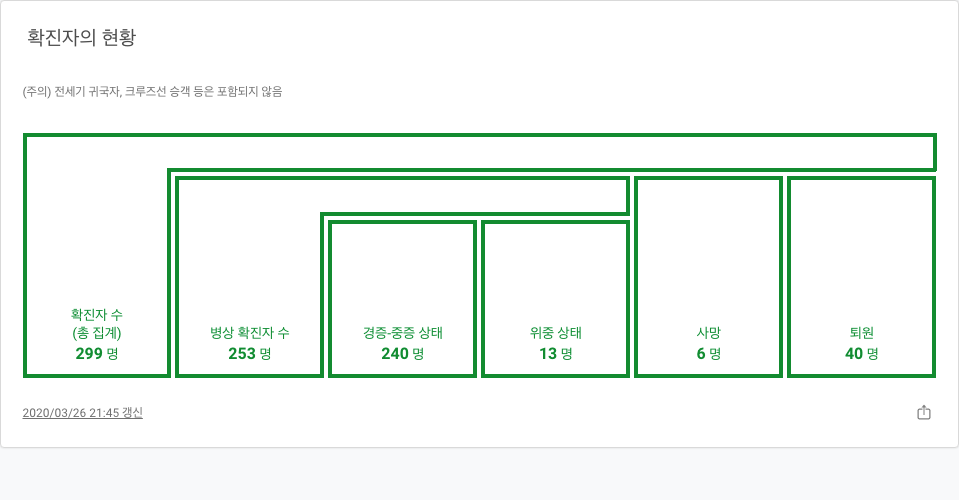 확진자의 현황
(주의) 전세기 귀국자, 크루즈선 승객 등은 포함되지 않음
확진자 수
(총 집계)
299 명
병상 확진자 수
253 명
경증-중증 상태
240 명
위중 상태
13 명
사망
6 명
퇴원
40 명
2020/03/26 21:45 갱신